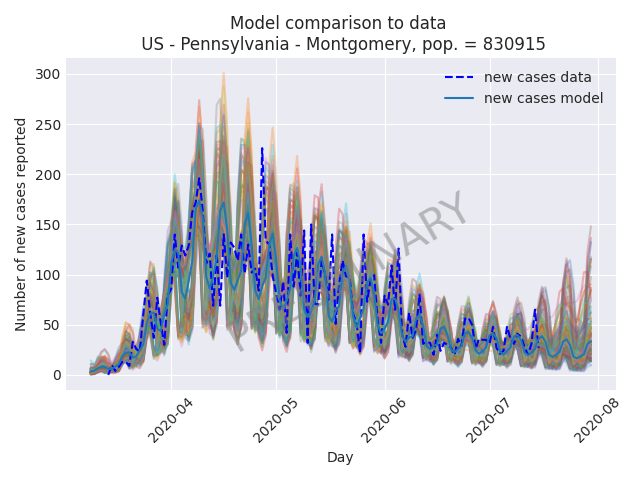 Model comparison to data
US - Pennsylvania - Montgomery, pop. = 830915
new cases data
new cases model
Number of new cases reported
300
250
200
150
100
50
0
PRELIMINARY
2020-04
2020-05
2020-06
2020-07
2020-08
Day